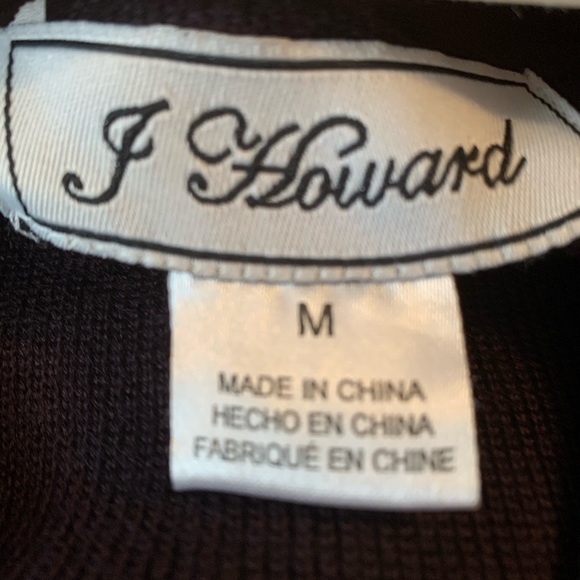 J Howard
M
MADE IN CHINA
HECHO EN CHINA
FABRIQUÉ EN CHINE